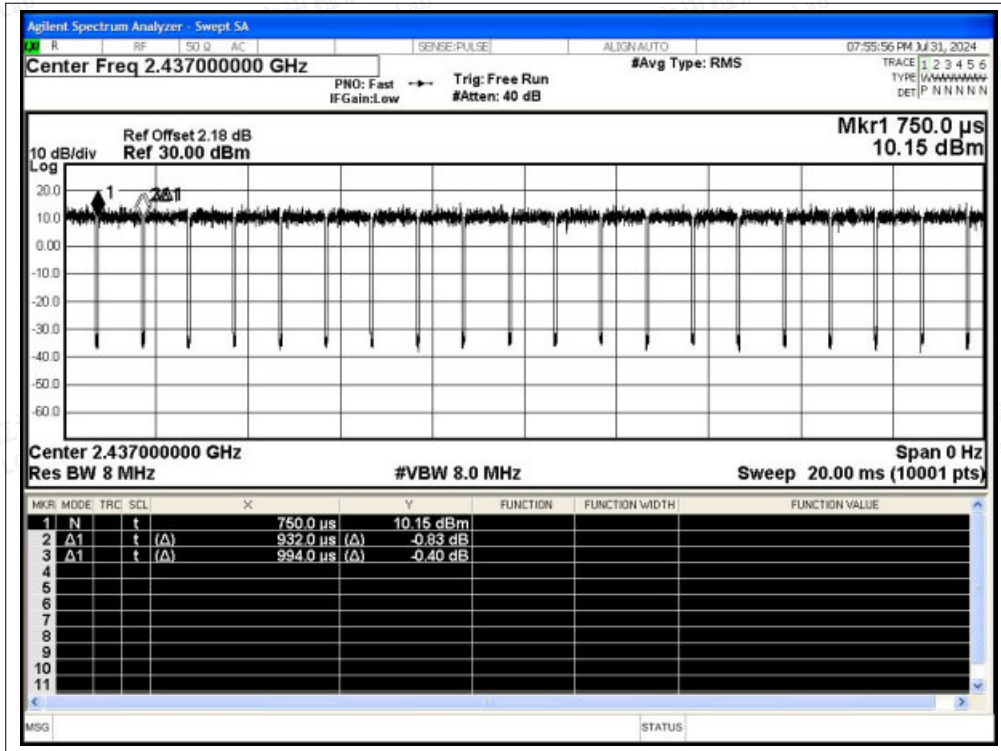 Agilent Spectrum Analyzer - Swept SA
R RF 50 Ω AC SENSE:PULSE ALIGN AUTO 07:55:56 PM Jul 31, 2024
Center Freq 2.437000000 GHz #Avg Type: RMS TRACE 1 2 3 4 5 6
PNO: Fast Trig: Free Run TYPE
IFGain:Low #Atten: 40 dB DET P N N N N N
Mkr1 750.0 µs
Ref Offset 2.18 dB
10 dB/div Ref 30.00 dBm 10.15 dBm
Log
20.0
1 3Δ1
10.0
0.00
-10.0
-20.0
-30.0
-40.0
-50.0
-60.0
Center 2.437000000 GHz Span 0 Hz
Res BW 8 MHz #VBW 8.0 MHz Sweep 20.00 ms (10001 pts)
MKR MODE TRC SCL X Y FUNCTION FUNCTION WIDTH FUNCTION VALUE
1 N t 750.0 µs 10.15 dBm
2 Δ1 t (Δ) 932.0 µs (Δ) -0.83 dB
3 Δ1 t (Δ) 994.0 µs (Δ) -0.40 dB
4
5
6
7
8
9
10
11
MSG STATUS